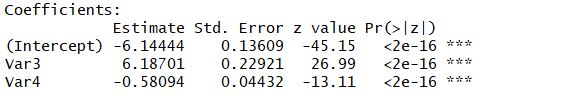 Coefficients:
Estimate Std. Error z value Pr(>|z|)
(Intercept) -6.14444 0.13609 -45.15 <2e-16 ***
Var3 6.18701 0.22921 26.99 <2e-16 ***
Var4 -0.58094 0.04432 -13.11 <2e-16 ***